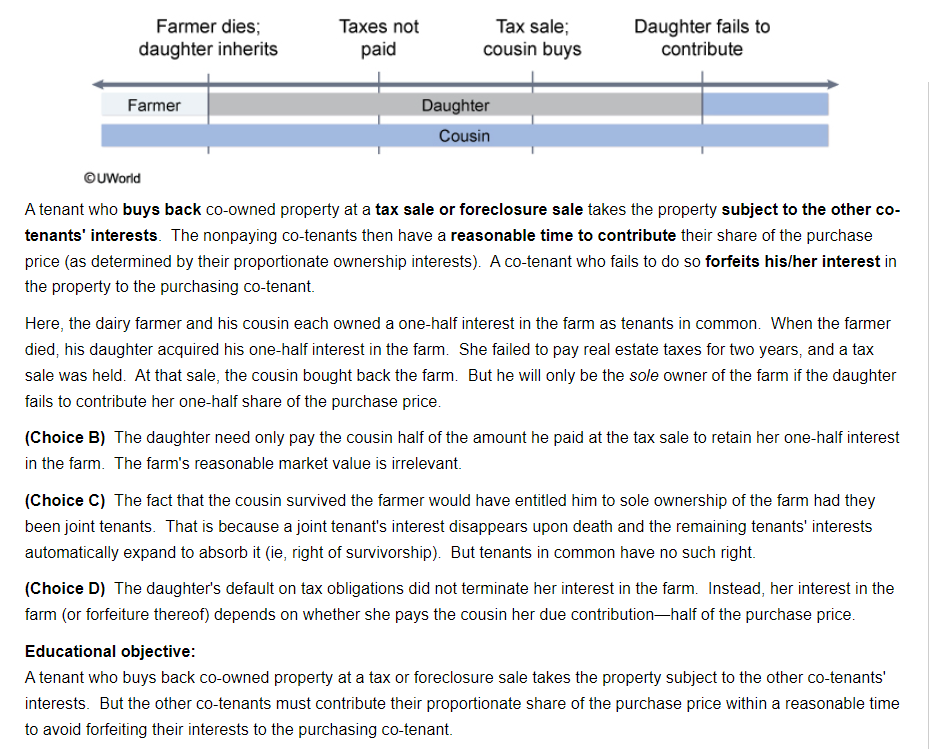 Farmer dies;
daughter inherits
Taxes not
paid
Tax sale;
cousin buys
Daughter fails to
contribute
Farmer
Daughter
Cousin
©UWorld
A tenant who buys back co-owned property at a tax sale or foreclosure sale takes the property subject to the other co-
tenants' interests. The nonpaying co-tenants then have a reasonable time to contribute their share of the purchase
price (as determined by their proportionate ownership interests). A co-tenant who fails to do so forfeits his/her interest in
the property to the purchasing co-tenant.
Here, the dairy farmer and his cousin each owned a one-half interest in the farm as tenants in common. When the farmer
died, his daughter acquired his one-half interest in the farm. She failed to pay real estate taxes for two years, and a tax
sale was held. At that sale, the cousin bought back the farm. But he will only be the sole owner of the farm if the daughter
fails to contribute her one-half share of the purchase price.
(Choice B) The daughter need only pay the cousin half of the amount he paid at the tax sale to retain her one-half interest
in the farm. The farm's reasonable market value is irrelevant.
(Choice C) The fact that the cousin survived the farmer would have entitled him to sole ownership of the farm had they
been joint tenants. That is because a joint tenant's interest disappears upon death and the remaining tenants' interests
automatically expand to absorb it (ie, right of survivorship). But tenants in common have no such right.
(Choice D) The daughter's default on tax obligations did not terminate her interest in the farm. Instead, her interest in the
farm (or forfeiture thereof) depends on whether she pays the cousin her due contribution—half of the purchase price.
Educational objective:
A tenant who buys back co-owned property at a tax or foreclosure sale takes the property subject to the other co-tenants'
interests. But the other co-tenants must contribute their proportionate share of the purchase price within a reasonable time
to avoid forfeiting their interests to the purchasing co-tenant.